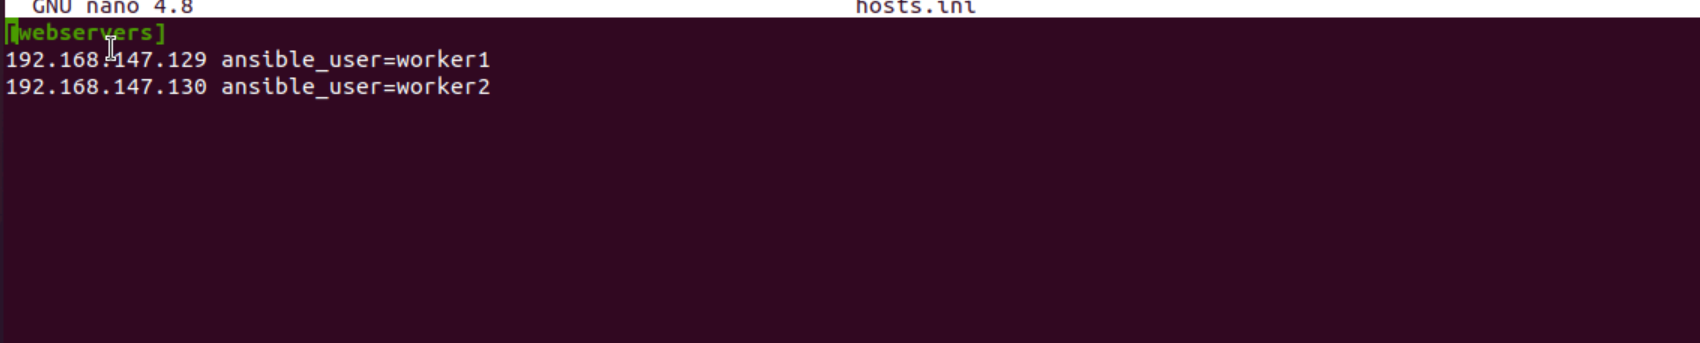 GNU nano 4.8 hosts.ini
[webservers]
192.168.147.129 ansible_user=worker1
192.168.147.130 ansible_user=worker2